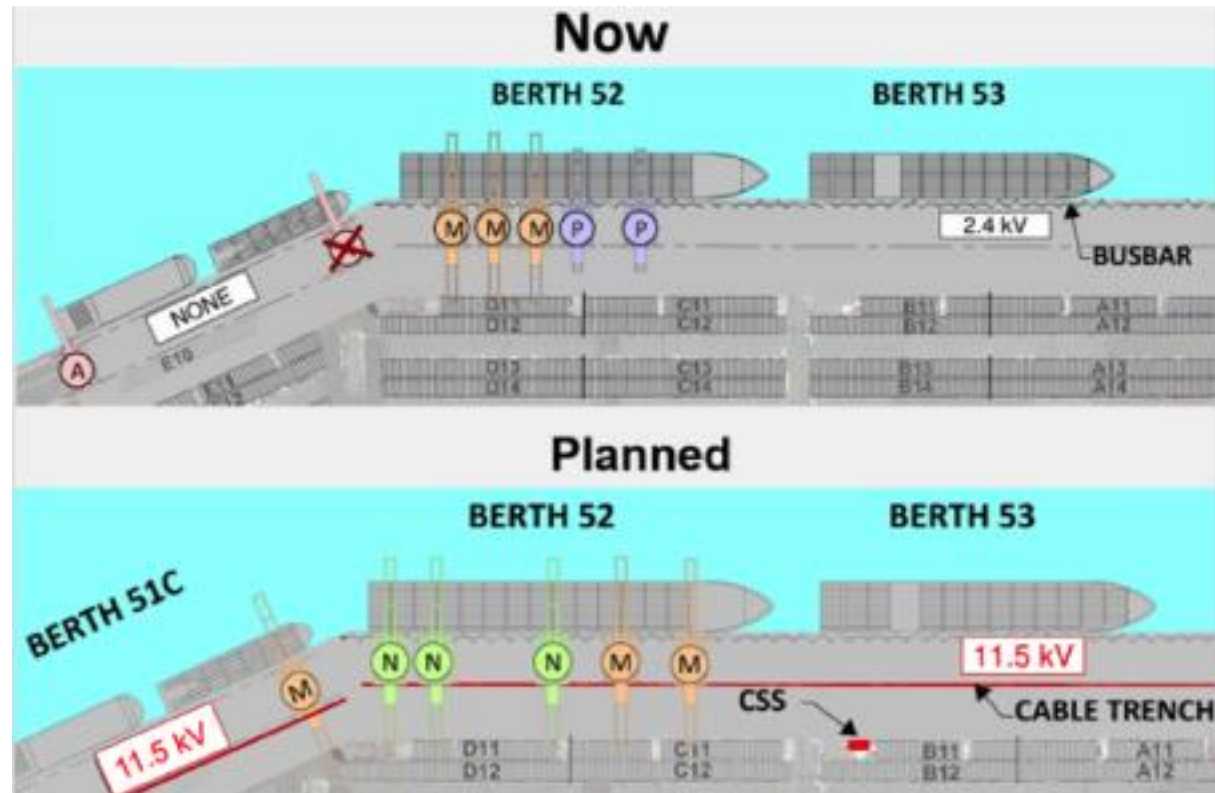 Now
BERTH 52 BERTH 53
M M M P P
2.4 kV
BUSBAR
NONE
A
E10
D11 C11 B11 A11
D12 C12 B12 A12
D13 C13 B13 A13
D14 C14 B14 A14
Planned
BERTH 52 BERTH 53
BERTH 51C
N N N M M
11.5 kV
M
CSS
CABLE TRENCH
11.5 kV
D11 C11 B11 A11
D12 C12 B12 A12